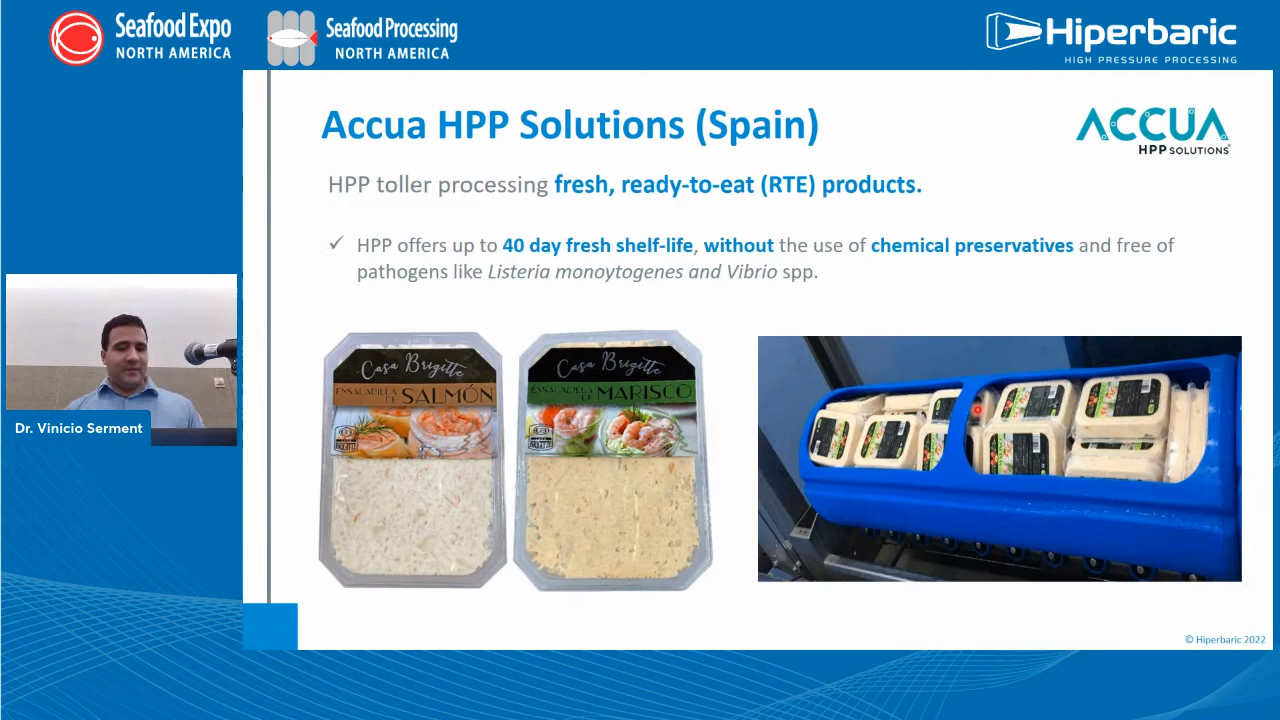 Seafood Expo
NORTH AMERICA
Seafood Processing
NORTH AMERICA
Hiperbaric
HIGH PRESSURE PROCESSING
Accua HPP Solutions (Spain)
ACCUA
HPP SOLUTIONS
HPP toller processing fresh, ready-to-eat (RTE) products.
✓ HPP offers up to 40 day fresh shelf-life, without the use of chemical preservatives and free of
pathogens like Listeria monoytogenes and Vibrio spp.
Casa Brigitte
ENSALADILLA
DE SALMÓN
Casa Brigitte
ENSALADILLA
DE MARISCO
Dr. Vinicio Serment
© Hiperbaric 2022